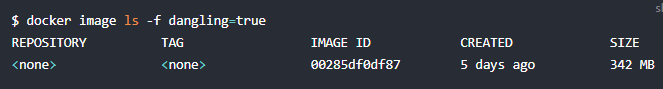 $ docker image ls -f dangling=true
REPOSITORY TAG IMAGE ID CREATED SIZE
<none> <none> 00285df0df87 5 days ago 342 MB